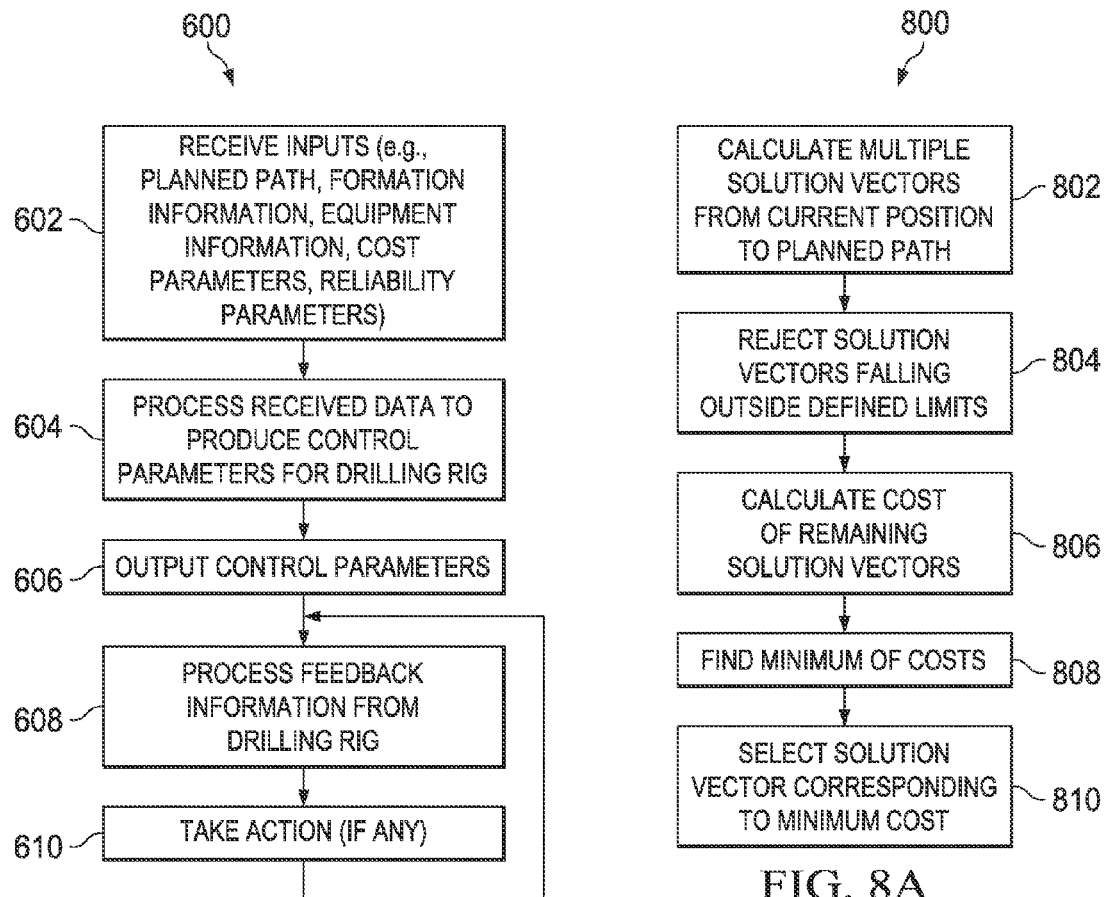 600
602
RECEIVE INPUTS (e.g.,
PLANNED PATH, FORMATION
INFORMATION, EQUIPMENT
INFORMATION, COST
PARAMETERS, RELIABILITY
PARAMETERS)
604
PROCESS RECEIVED DATA TO
PRODUCE CONTROL
PARAMETERS FOR DRILLING RIG
606
OUTPUT CONTROL PARAMETERS
608
PROCESS FEEDBACK
INFORMATION FROM
DRILLING RIG
610
TAKE ACTION (IF ANY)
800
CALCULATE MULTIPLE
SOLUTION VECTORS
FROM CURRENT POSITION
TO PLANNED PATH
802
REJECT SOLUTION
VECTORS FALLING
OUTSIDE DEFINED LIMITS
804
CALCULATE COST
OF REMAINING
SOLUTION VECTORS
806
FIND MINIMUM OF COSTS
808
SELECT SOLUTION
VECTOR CORRESPONDING
TO MINIMUM COST
810
FIG. 8A